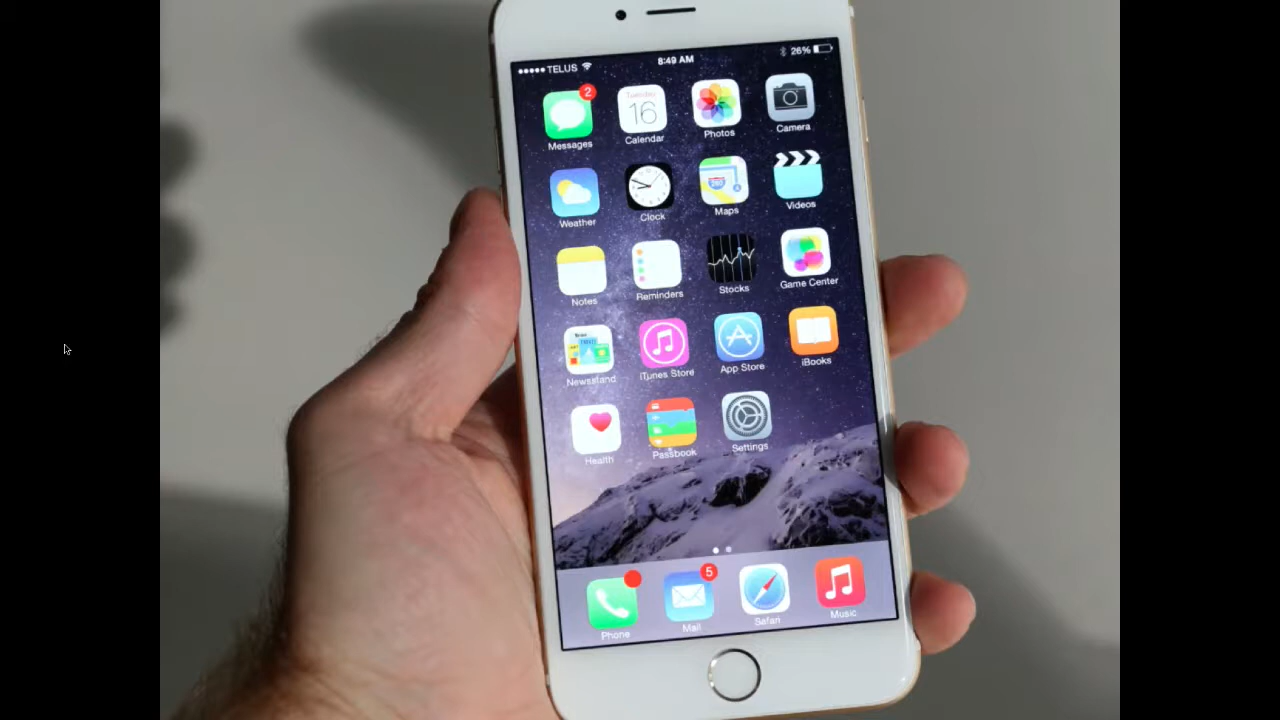 ●●●●● TELUS 8:49 AM 26%
2
Tuesday
16
Messages Calendar Photos Camera
280
Weather Clock Maps Videos
Notes Reminders Stocks Game Center
Newsstand iTunes Store App Store iBooks
Health Passbook Settings
5
Phone Mail Safari Music